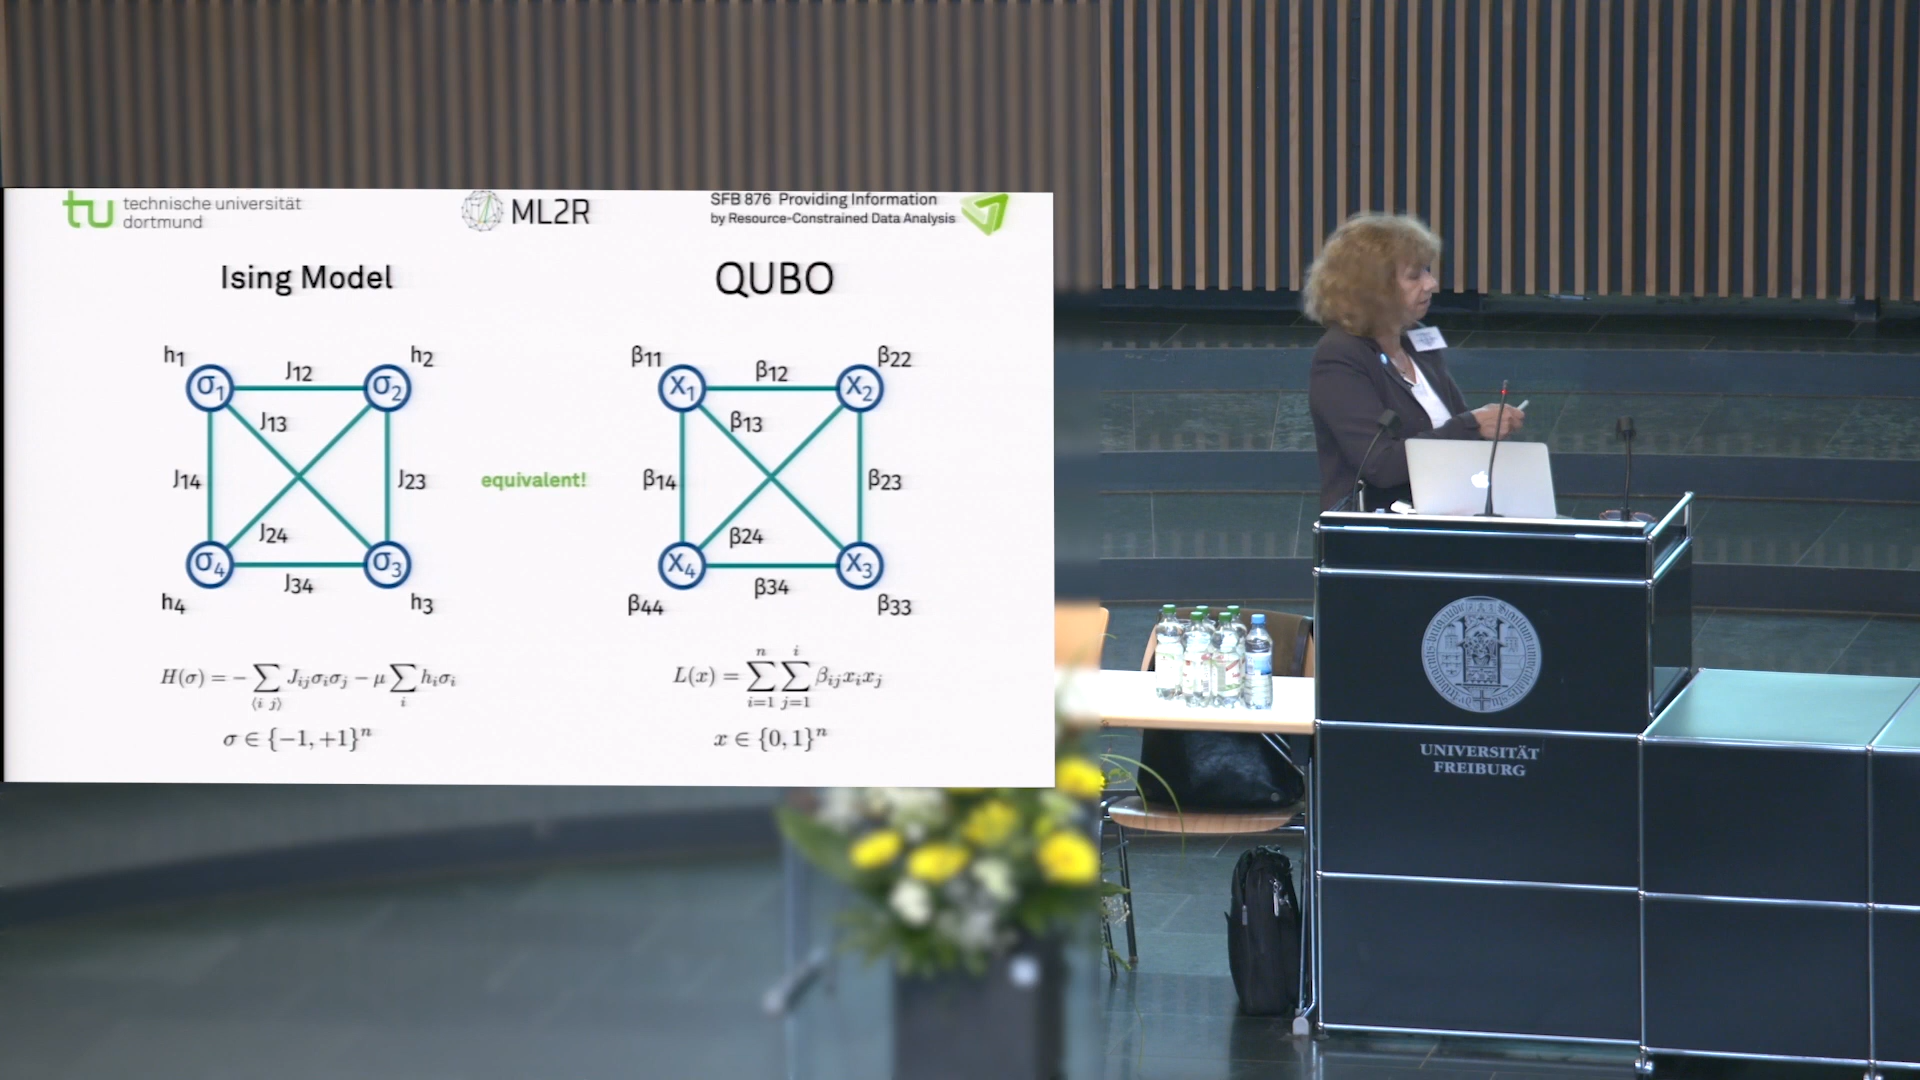 tu technische universität
dortmund
ML2R
SFB 876 Providing Information
by Resource-Constrained Data Analysis
Ising Model
QUBO
h₁ h₂
σ₁ J₁₂ σ₂
J₁₃
J₁₄ J₂₃
J₂₄
σ₄ J₃₄ σ₃
h₄ h₃
equivalent!
β₁₁ β₂₂
x₁ β₁₂ x₂
β₁₃
β₁₄ β₂₃
β₂₄
x₄ β₃₄ x₃
β₄₄ β₃₃
H(σ) = − ∑⟨i j⟩ Jᵢⱼσᵢσⱼ − μ ∑ᵢ hᵢσᵢ
σ ∈ {−1, +1}ⁿ
L(x) = ∑ⁿᵢ₌₁ ∑ⁱⱼ₌₁ βᵢⱼxᵢxⱼ
x ∈ {0, 1}ⁿ
UNIVERSITÄT
FREIBURG